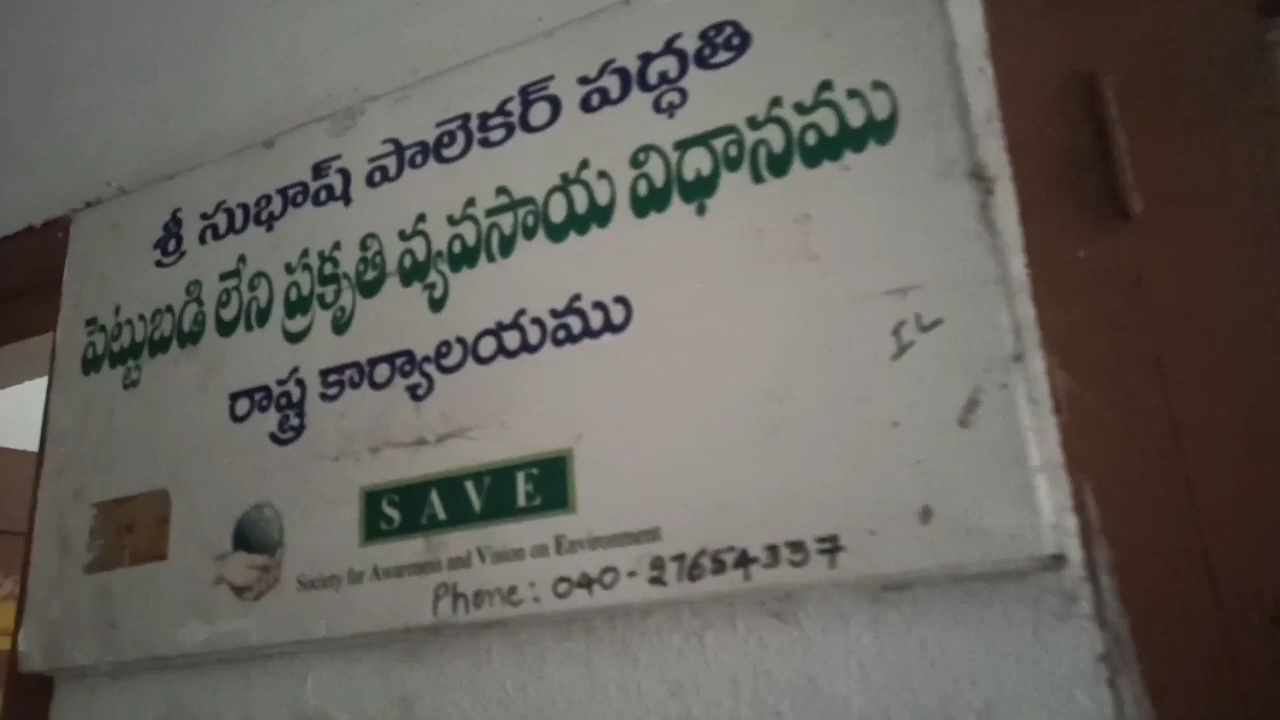 శ్రీ సుభాష్ పాలెకర్ పద్ధతి
పెట్టుబడి లేని ప్రకృతి వ్యవసాయ విధానము
రాష్ట్ర కార్యాలయము
SAVE
Society for Awareness and Vision on Environment
Phone: 040-27654337